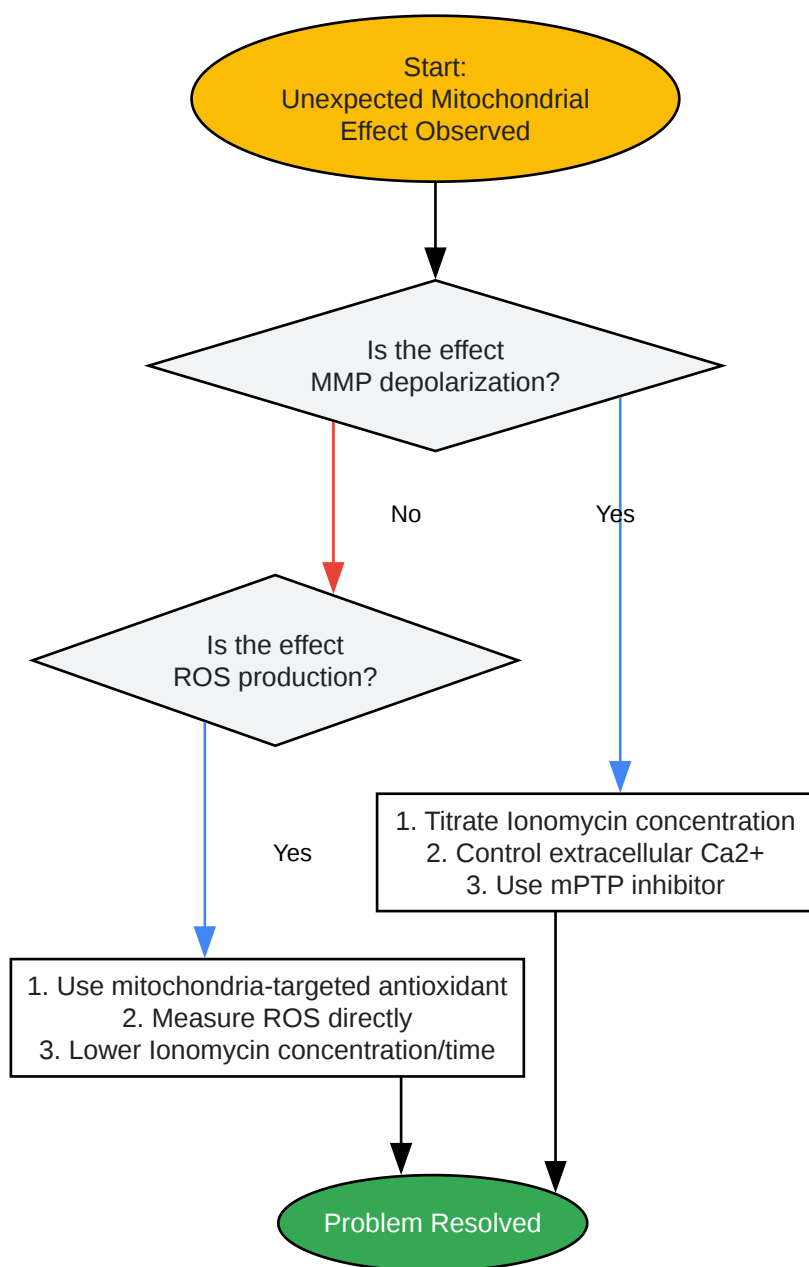 Start:
Unexpected Mitochondrial
Effect Observed
Is the effect
MMP depolarization?
No
Yes
Is the effect
ROS production?
1. Titrate Ionomycin concentration
2. Control extracellular Ca2+
3. Use mPTP inhibitor
Yes
1. Use mitochondria-targeted antioxidant
2. Measure ROS directly
3. Lower Ionomycin concentration/time
Problem Resolved